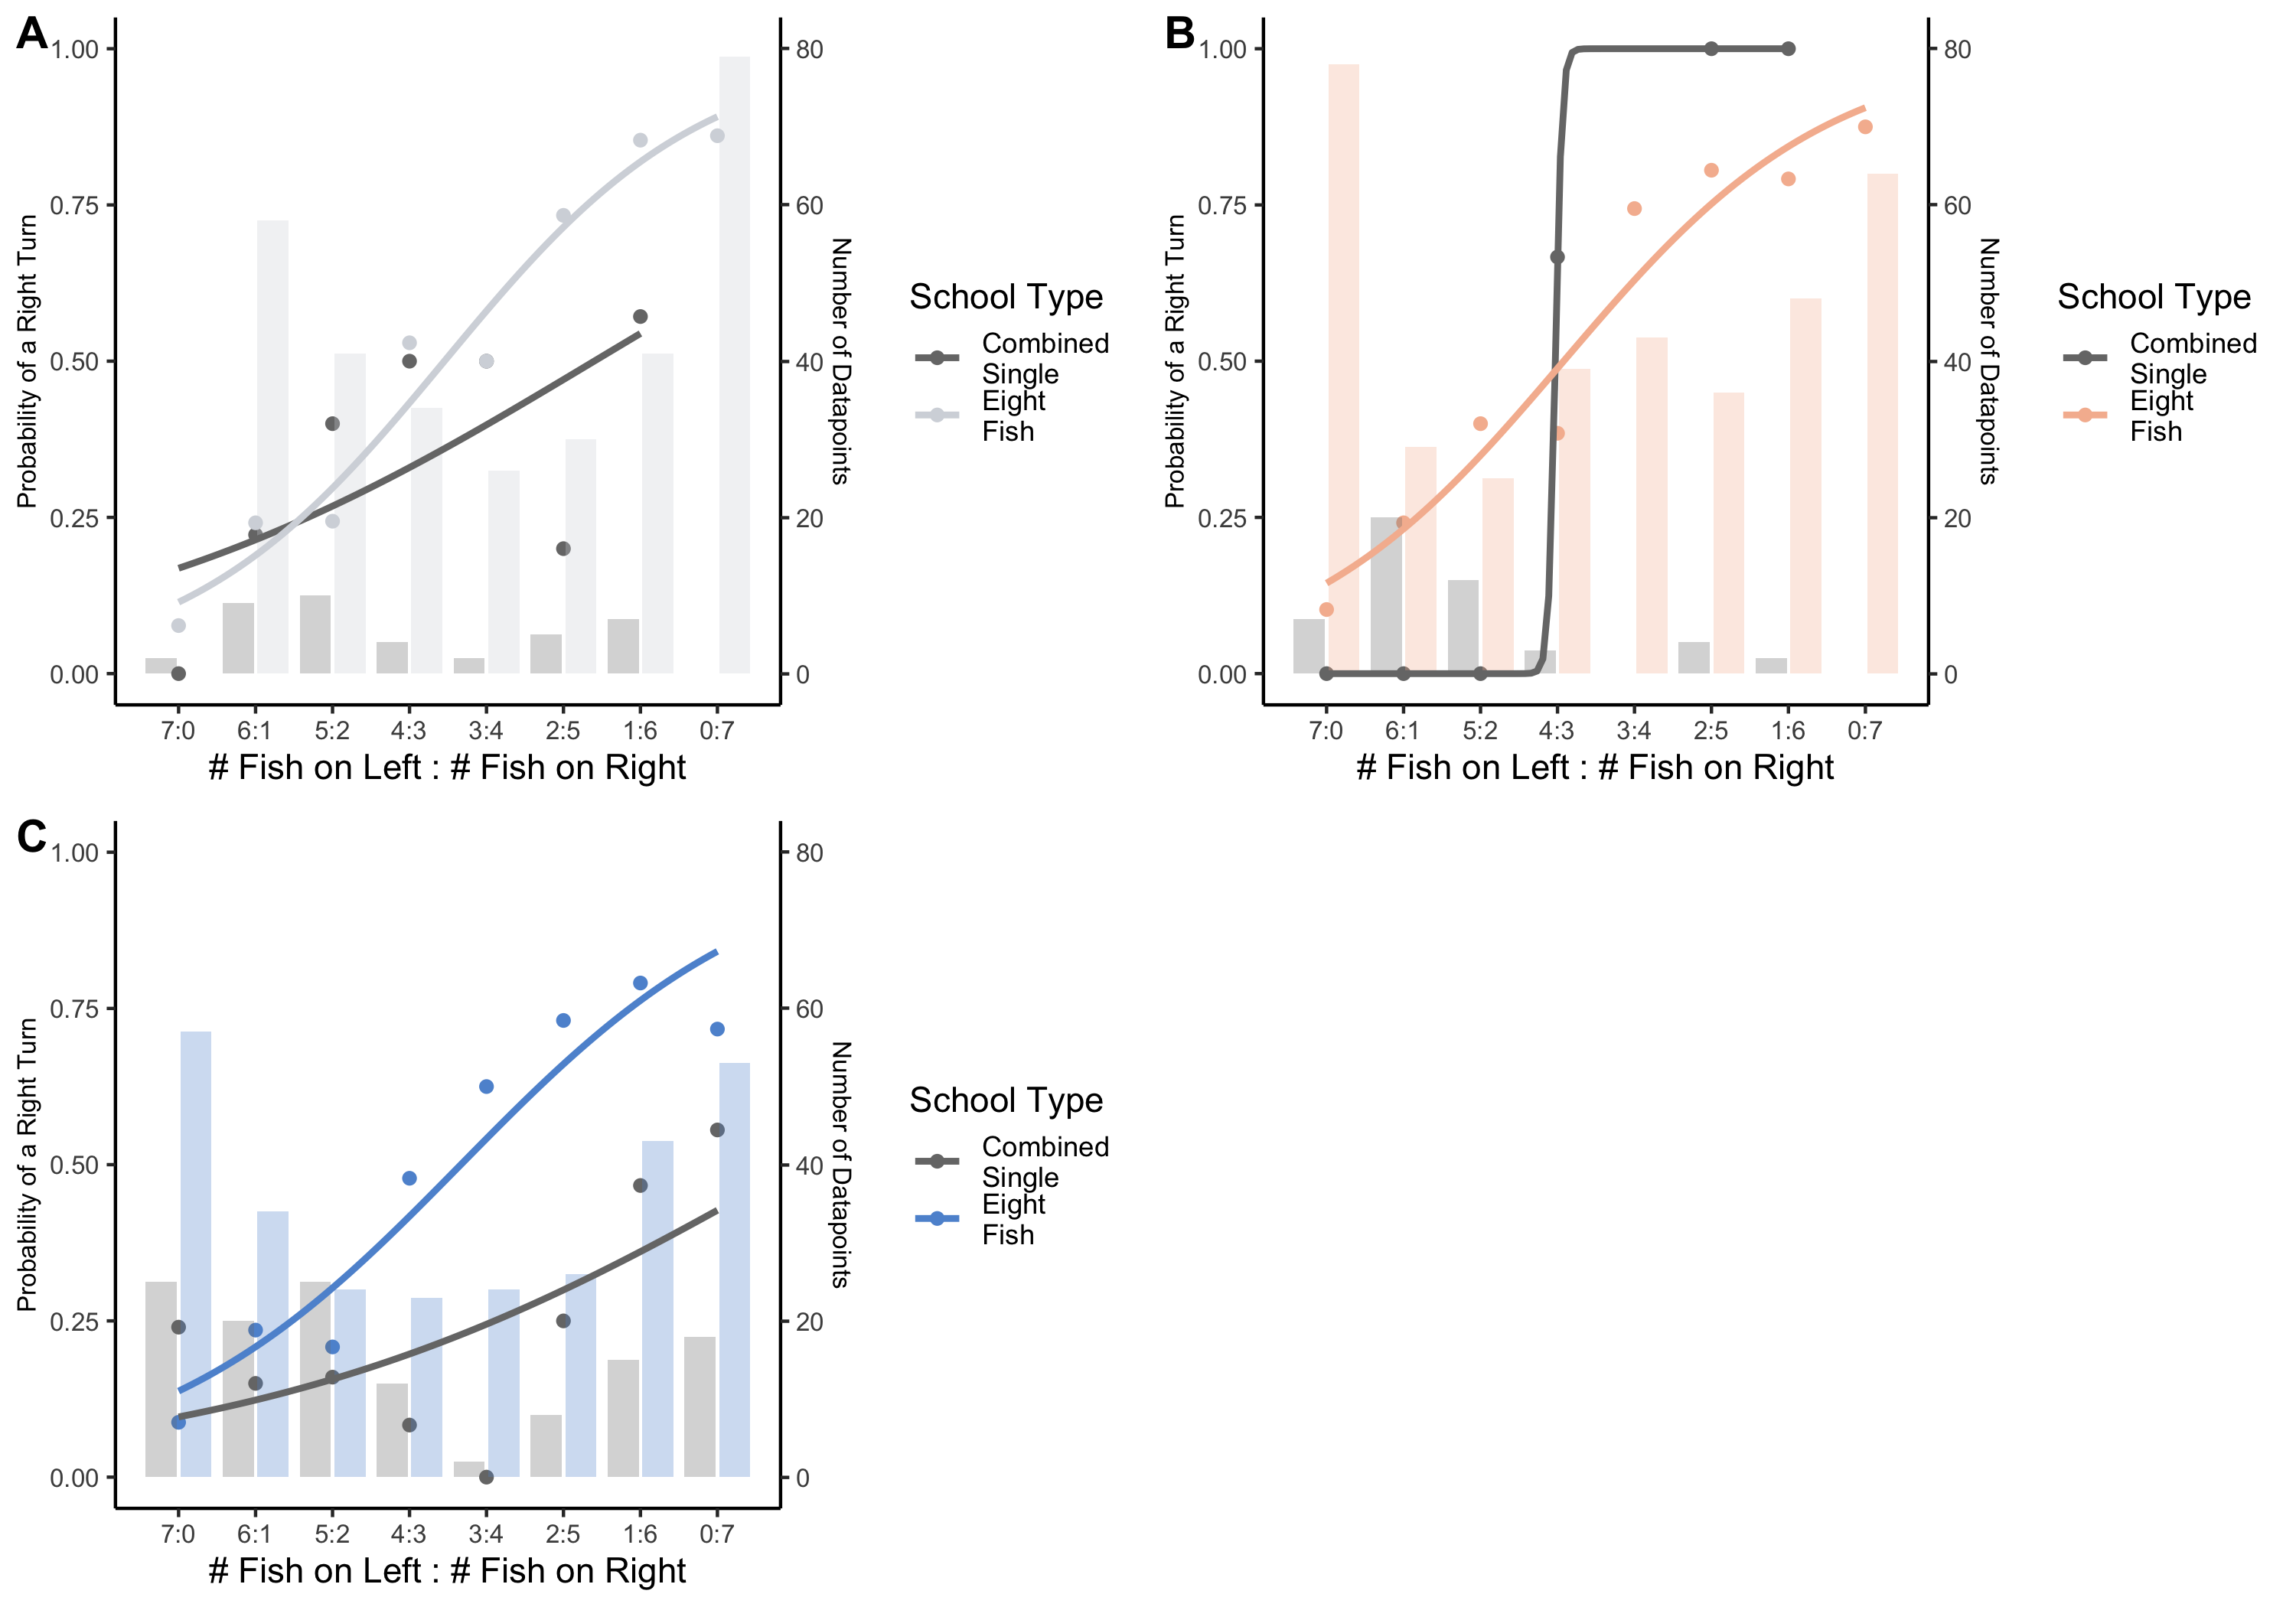 A
1.00
0.75
0.50
0.25
0.00
Probability of a Right Turn
80
60
40
20
0
Number of Datapoints
7:0 6:1 5:2 4:3 3:4 2:5 1:6 0:7
# Fish on Left : # Fish on Right
School Type
Combined
Single
Eight
Fish
B
1.00
0.75
0.50
0.25
0.00
Probability of a Right Turn
80
60
40
20
0
Number of Datapoints
7:0 6:1 5:2 4:3 3:4 2:5 1:6 0:7
# Fish on Left : # Fish on Right
School Type
Combined
Single
Eight
Fish
C
1.00
0.75
0.50
0.25
0.00
Probability of a Right Turn
80
60
40
20
0
Number of Datapoints
7:0 6:1 5:2 4:3 3:4 2:5 1:6 0:7
# Fish on Left : # Fish on Right
School Type
Combined
Single
Eight
Fish